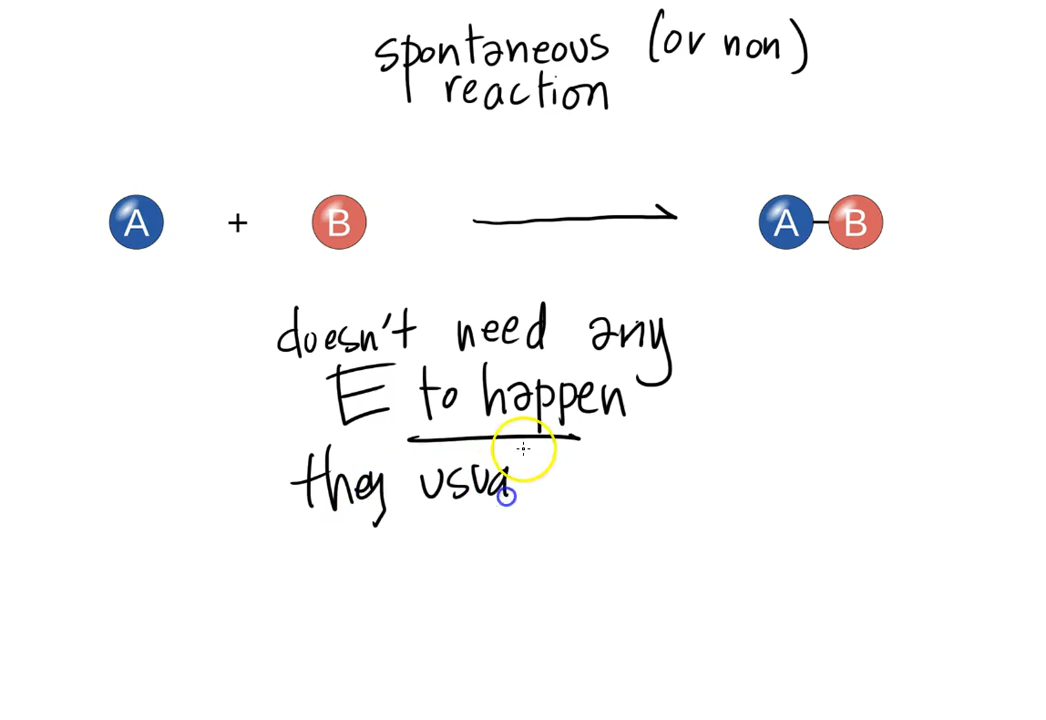 spontaneous (or non)
reaction
A + B A B
doesn't need any
E to happen
they usua